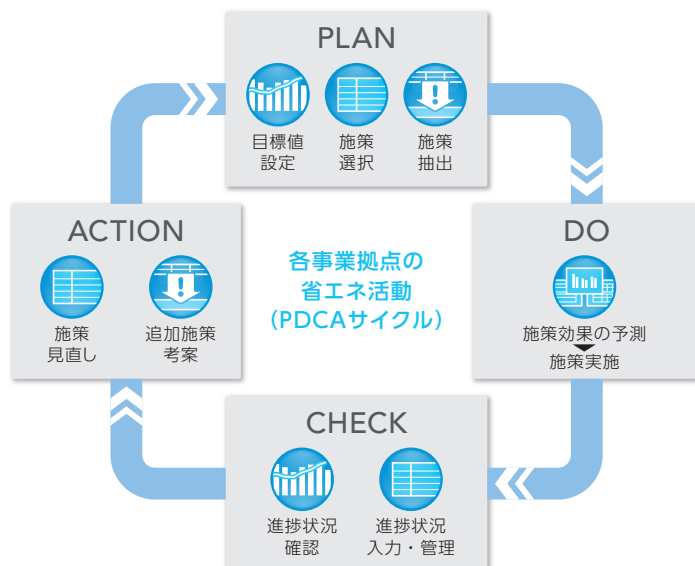 PLAN
目標値
設定
施策
選択
施策
抽出
ACTION
施策
見直し
追加施策
考案
各事業拠点の
省エネ活動
(PDCAサイクル)
DO
施策効果の予測
施策実施
CHECK
進捗状況
確認
進捗状況
入力・管理